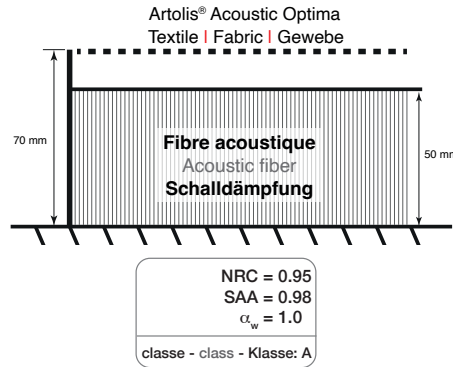 Artolis® Acoustic Optima
Textile | Fabric | Gewebe
70 mm
Fibre acoustique
Acoustic fiber
Schalldämpfung
50 mm
NRC = 0.95
SAA = 0.98
αw = 1.0
classe - class - Klasse: A